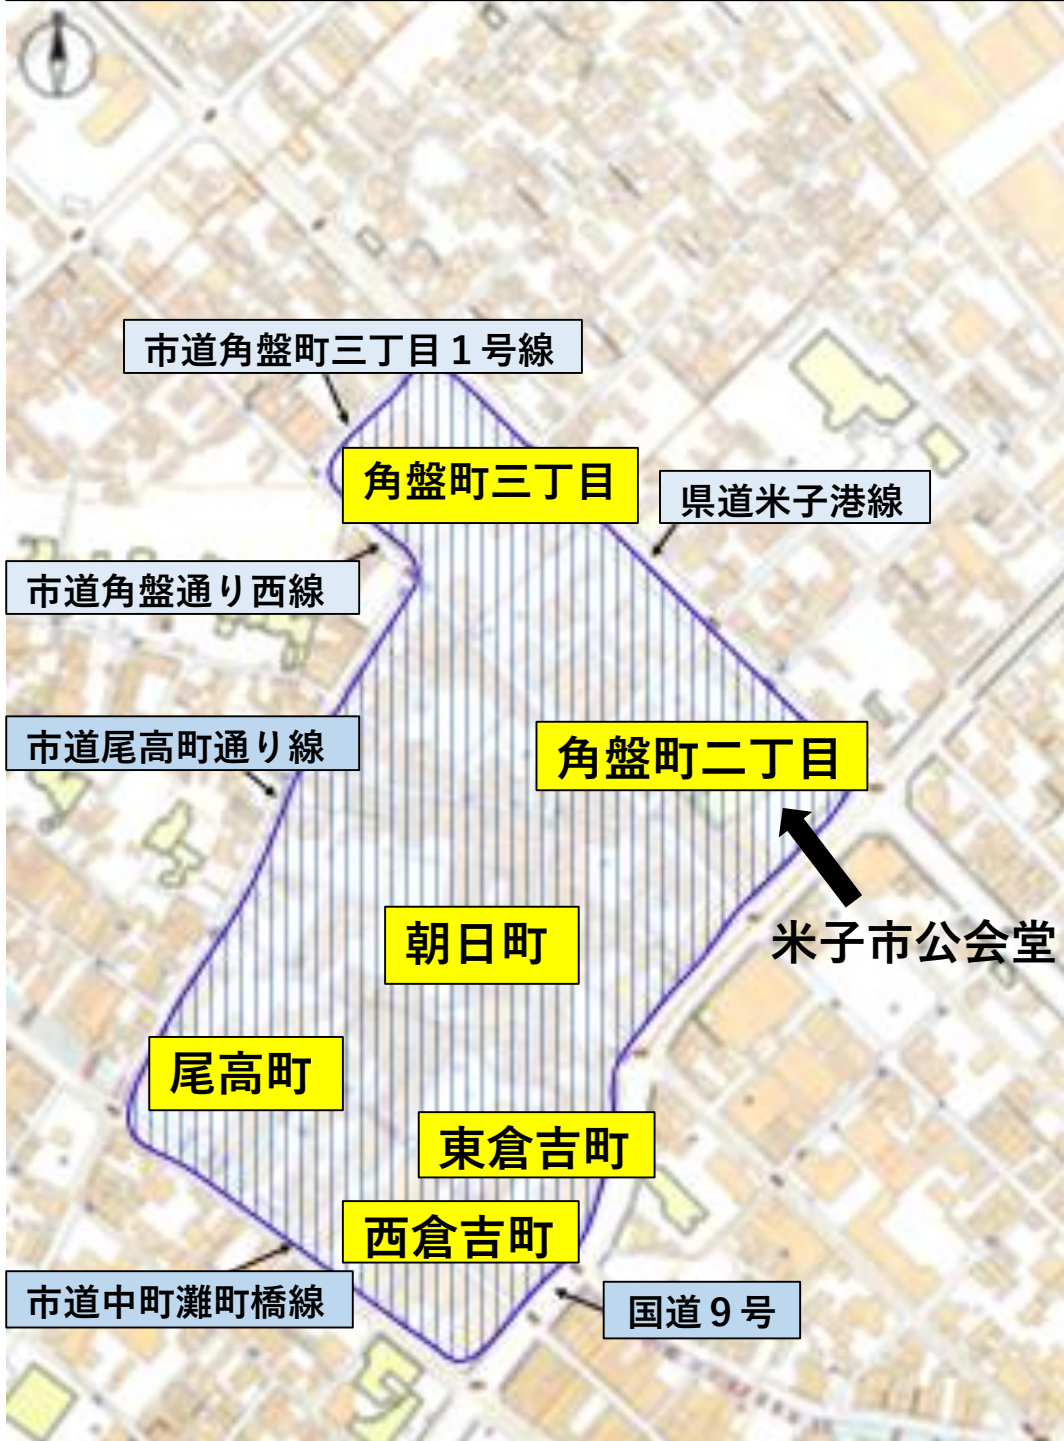 市道角盤町三丁目１号線
角盤町三丁目
県道米子港線
市道角盤通り西線
市道尾高町通り線
角盤町二丁目
朝日町
米子市公会堂
尾高町
東倉吉町
西倉吉町
市道中町灘町橋線
国道９号